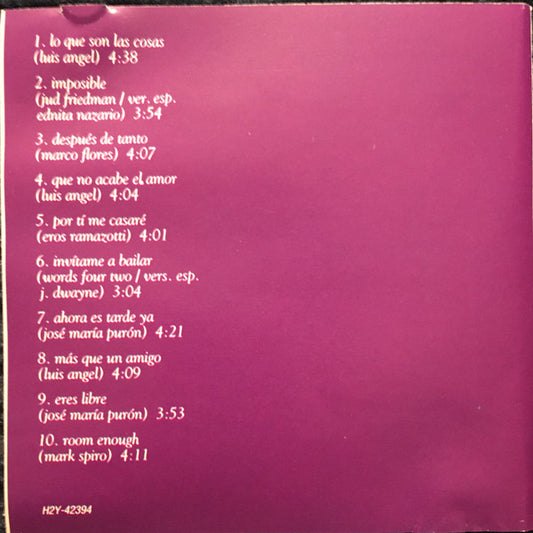 1. lo que son las cosas
(luis angel) 4:38
2. imposible
(jud friedman / ver. esp.
ednita nazario) 3:54
3. después de tanto
(marco flores) 4:07
4. que no acabe el amor
(luis angel) 4:04
5. por tí me casaré
(eros ramazotti) 4:01
6. invítame a bailar
(words four two / vers. esp.
j. dwayne) 3:04
7. ahora es tarde ya
(josé maría purón) 4:21
8. más que un amigo
(luis angel) 4:09
9. eres libre
(josé maría purón) 3:53
10. room enough
(mark spiro) 4:11
H2Y-42394